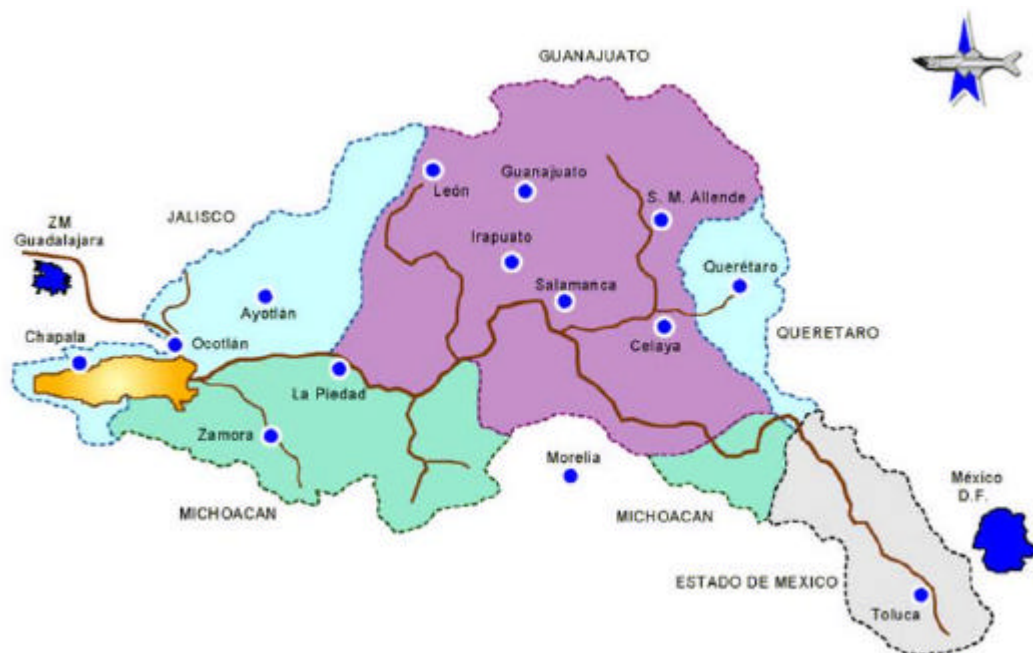 GUANAJUATO
León
Guanajuato
S. M. Allende
JALISCO
ZM
Guadalajara
Irapuato
Querétaro
Salamanca
Ayotlán
Chapala
Ocotlán
Celaya
QUERETARO
La Piedad
Zamora
Morelia
México
D.F.
MICHOACAN
MICHOACAN
ESTADO DE MEXICO
Toluca